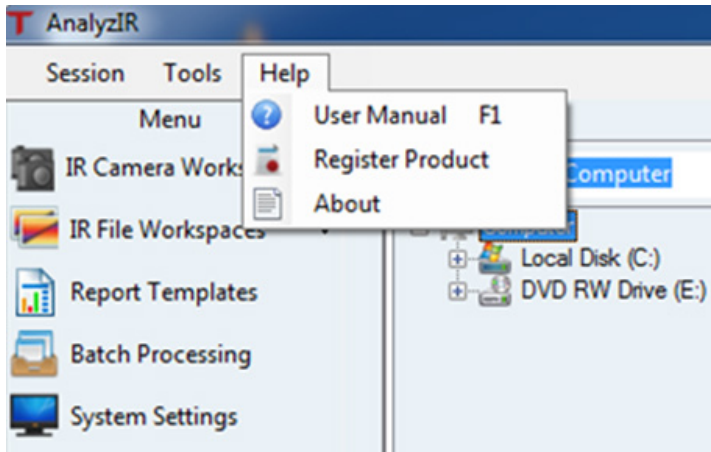 AnalyzIR
Session Tools Help
Menu
User Manual F1
Register Product
About
IR Camera Works
IR File Workspaces
Report Templates
Batch Processing
System Settings
Computer
Computer
Local Disk (C:)
DVD RW Drive (E:)